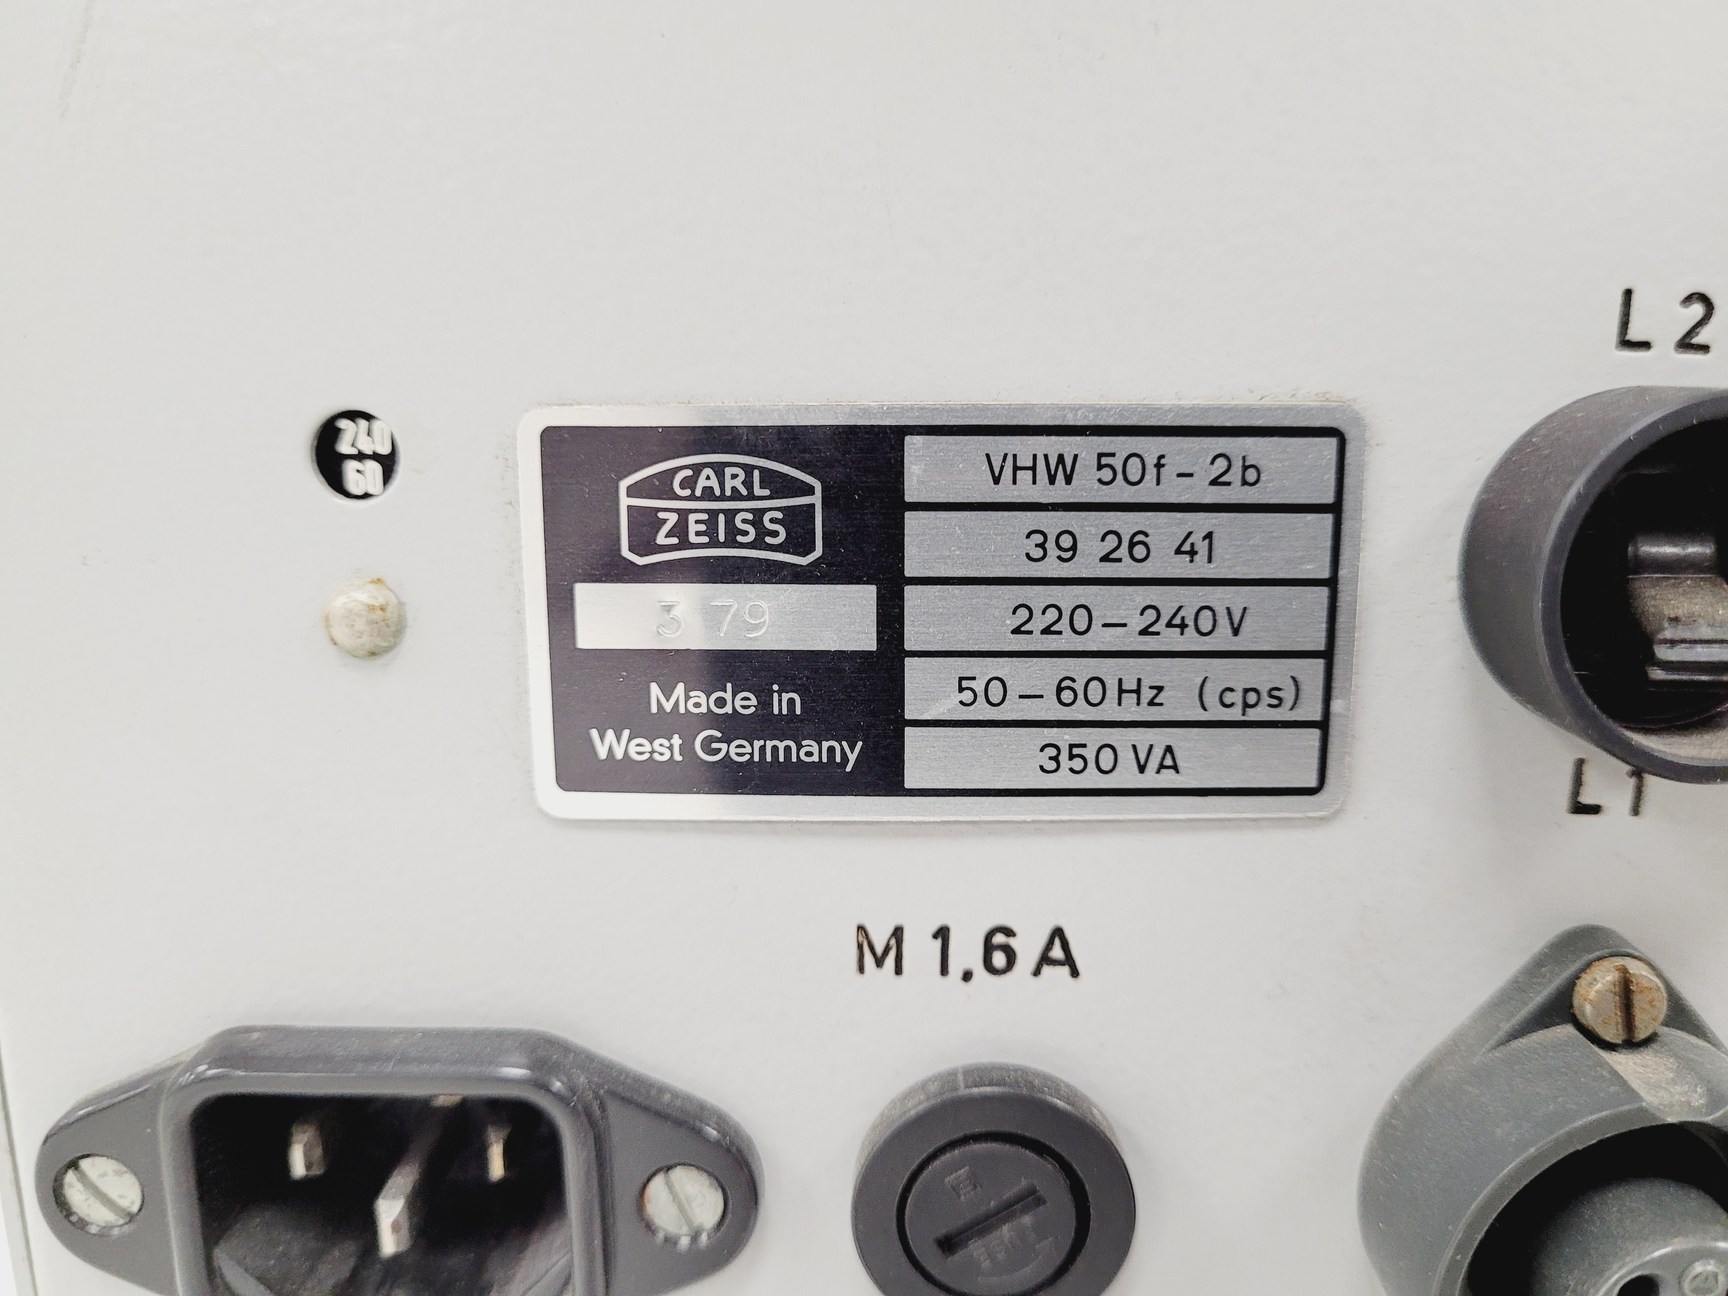 L2
240
60
CARL
ZEISS
3 79
Made in
West Germany
VHW 50f-2b
39 26 41
220-240V
50-60Hz (cps)
350 VA
L1
M 1,6A